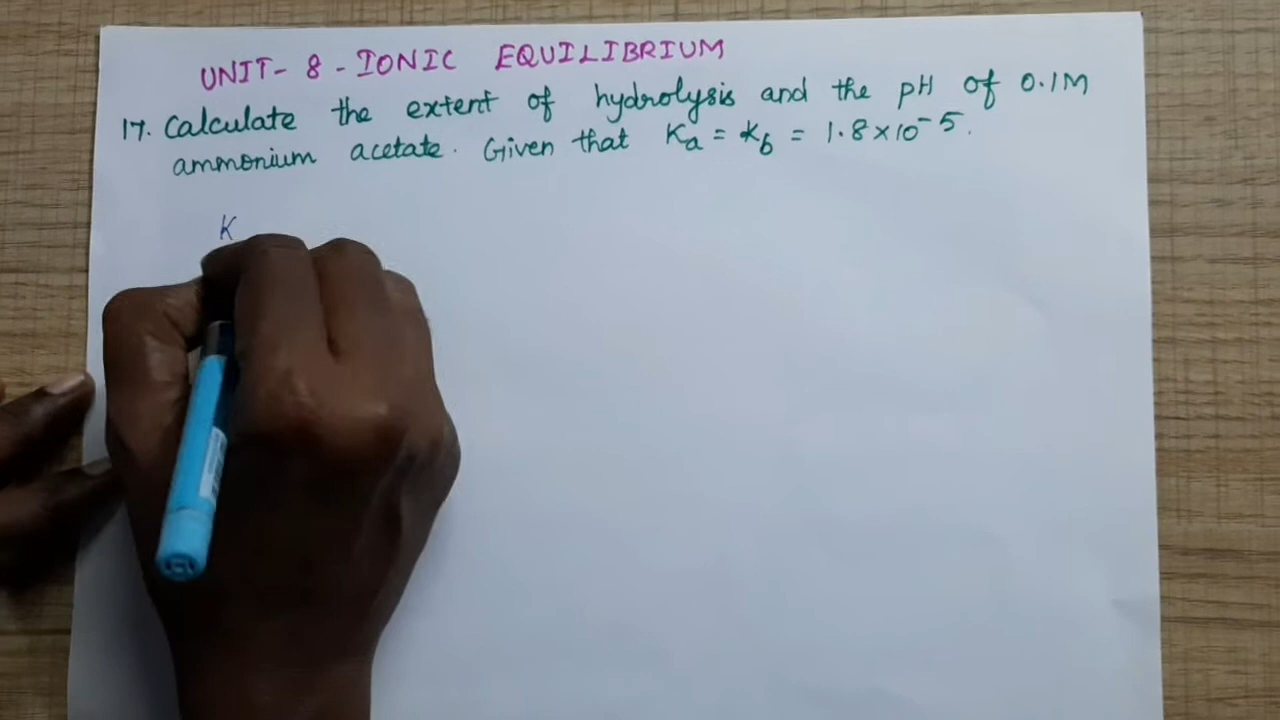 UNIT- 8 - IONIC EQUILIBRIUM
17. Calculate the extent of hydrolysis and the pH of 0.1M
ammonium acetate. Given that Ka = Kb = 1.8×10⁻⁵.
K